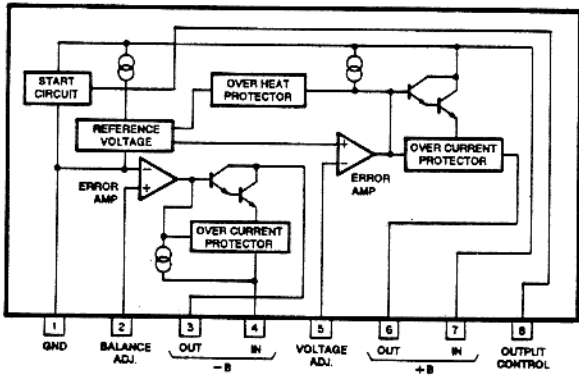 START
CIRCUIT
OVER HEAT
PROTECTOR
REFERENCE
VOLTAGE
OVER CURRENT
PROTECTOR
ERROR
AMP
ERROR
AMP
OVER CURRENT
PROTECTOR
− + + −
1 2 3 4 5 6 7 8
GND BALANCE ADJ. OUT IN VOLTAGE ADJ. OUT IN OUTPUT CONTROL
−B +B